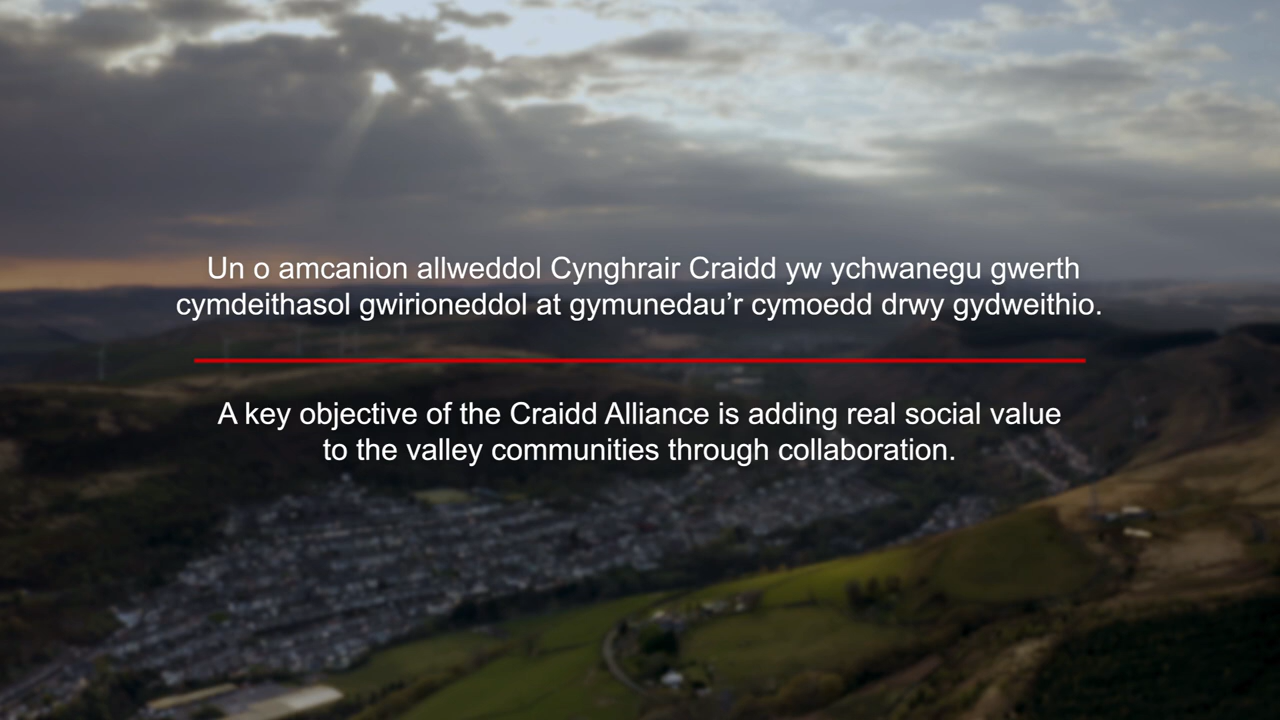 Un o amcanion allweddol Cynghrair Craidd yw ychwanegu gwerth
cymdeithasol gwirioneddol at gymunedau’r cymoedd drwy gydweithio.
A key objective of the Craidd Alliance is adding real social value
to the valley communities through collaboration.